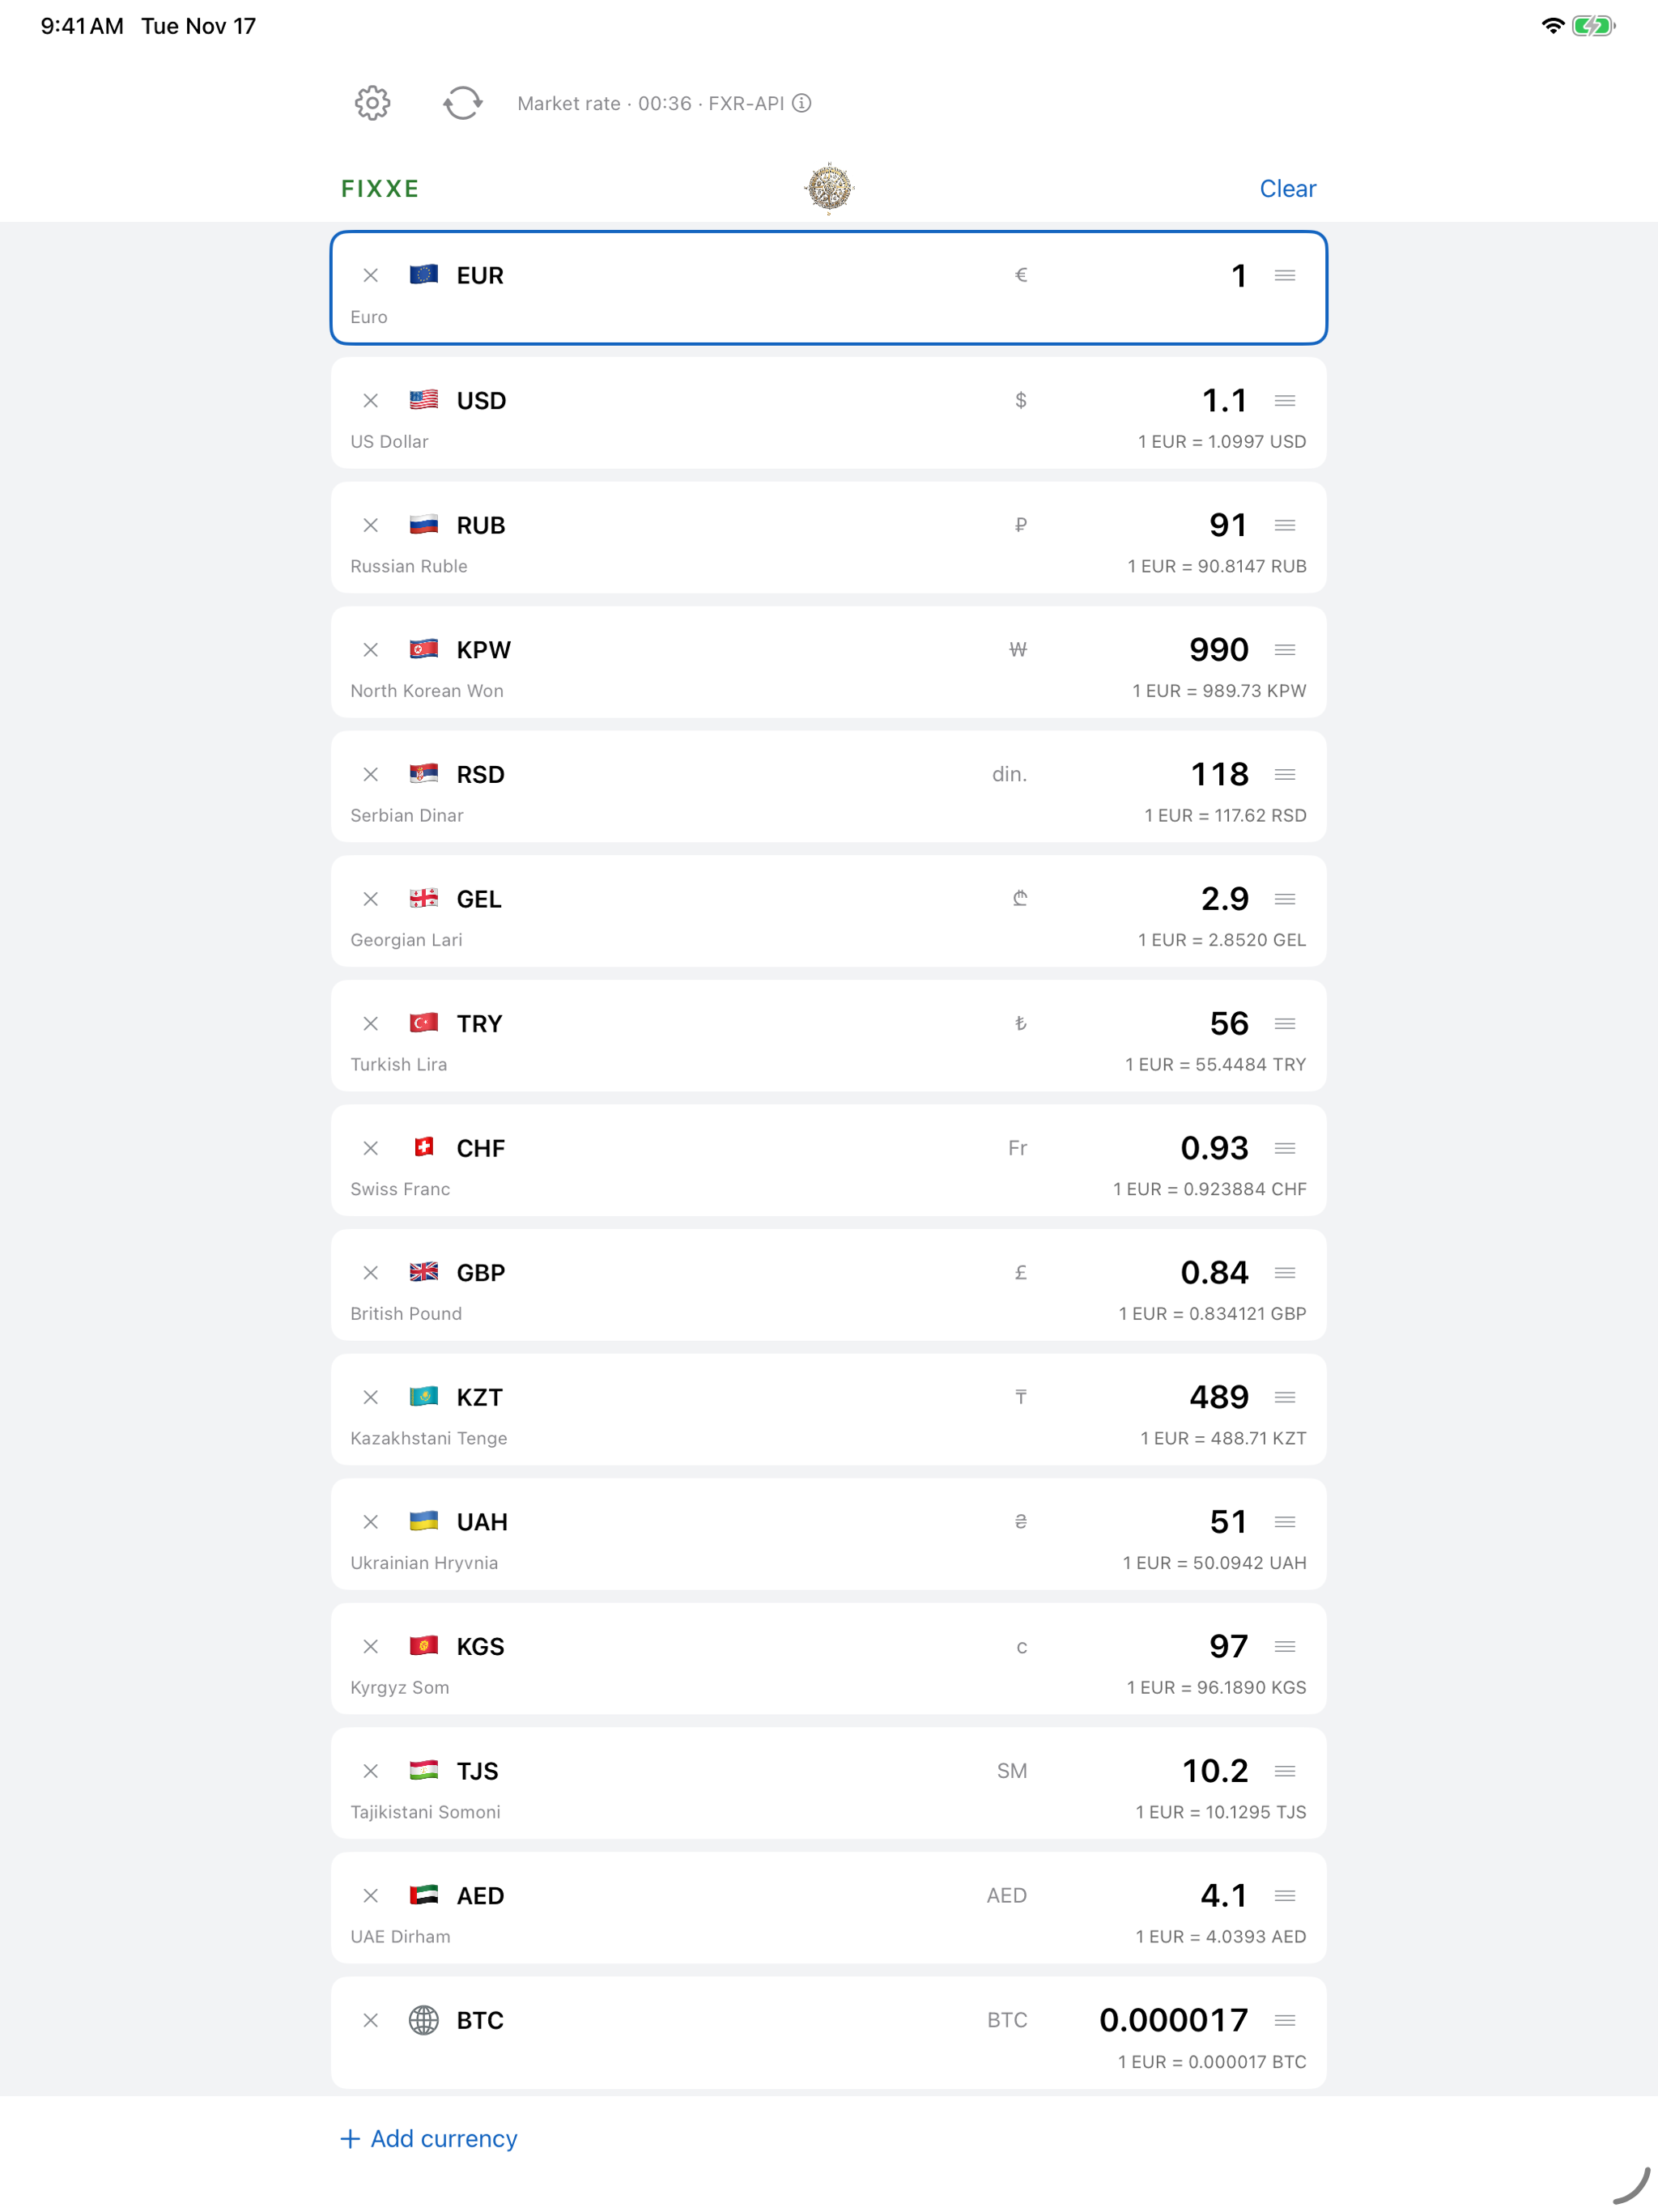 9:41 AM Tue Nov 17
Market rate · 00:36 · FXR-API
FIXXE
Clear
EUR € 1
Euro
USD $ 1.1
US Dollar 1 EUR = 1.0997 USD
RUB ₽ 91
Russian Ruble 1 EUR = 90.8147 RUB
KPW ₩ 990
North Korean Won 1 EUR = 989.73 KPW
RSD din. 118
Serbian Dinar 1 EUR = 117.62 RSD
GEL ₾ 2.9
Georgian Lari 1 EUR = 2.8520 GEL
TRY ₺ 56
Turkish Lira 1 EUR = 55.4484 TRY
CHF Fr 0.93
Swiss Franc 1 EUR = 0.923884 CHF
GBP £ 0.84
British Pound 1 EUR = 0.834121 GBP
KZT ₸ 489
Kazakhstani Tenge 1 EUR = 488.71 KZT
UAH ₴ 51
Ukrainian Hryvnia 1 EUR = 50.0942 UAH
KGS с 97
Kyrgyz Som 1 EUR = 96.1890 KGS
TJS SM 10.2
Tajikistani Somoni 1 EUR = 10.1295 TJS
AED AED 4.1
UAE Dirham 1 EUR = 4.0393 AED
BTC BTC 0.000017
1 EUR = 0.000017 BTC
+ Add currency